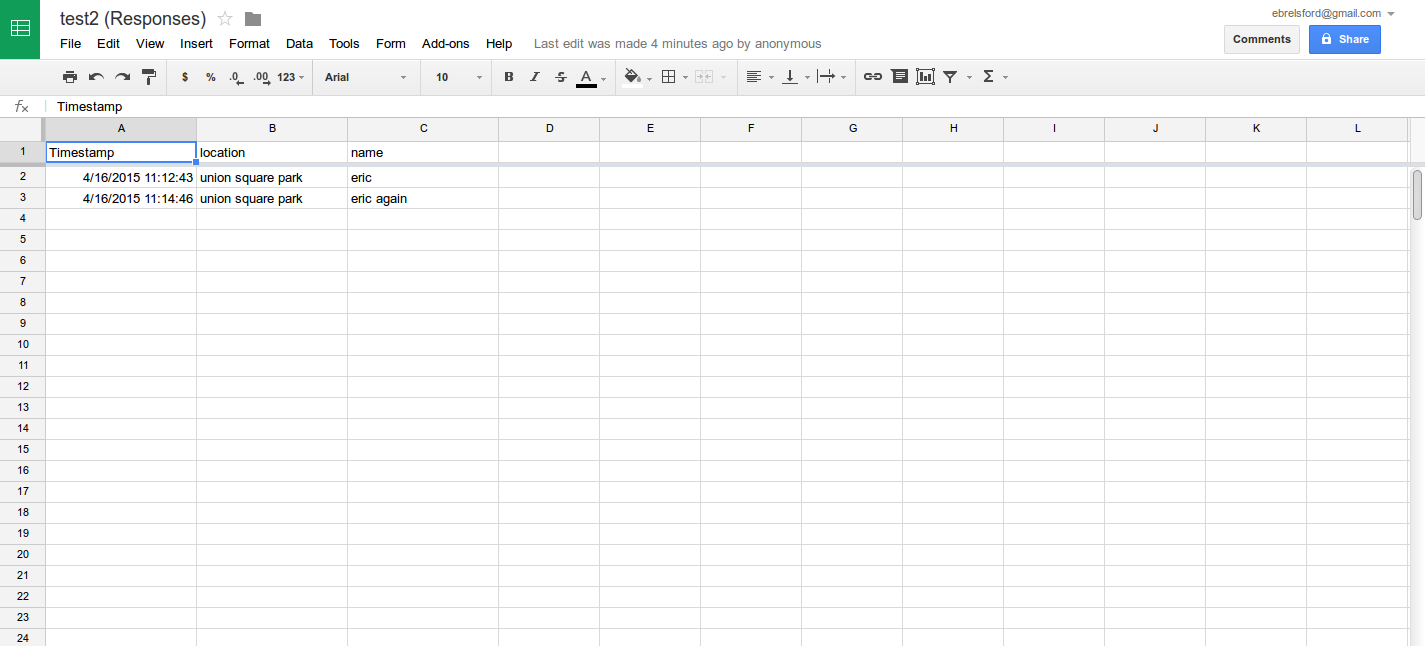 test2 (Responses)
ebrelsford@gmail.com
File Edit View Insert Format Data Tools Form Add-ons Help Last edit was made 4 minutes ago by anonymous
Comments Share
$ % .0 .00 123 Arial 10 B I S A Σ
fx Timestamp
A B C D E F G H I J K L
1 Timestamp location name
2 4/16/2015 11:12:43 union square park eric
3 4/16/2015 11:14:46 union square park eric again
4
5
6
7
8
9
10
11
12
13
14
15
16
17
18
19
20
21
22
23
24